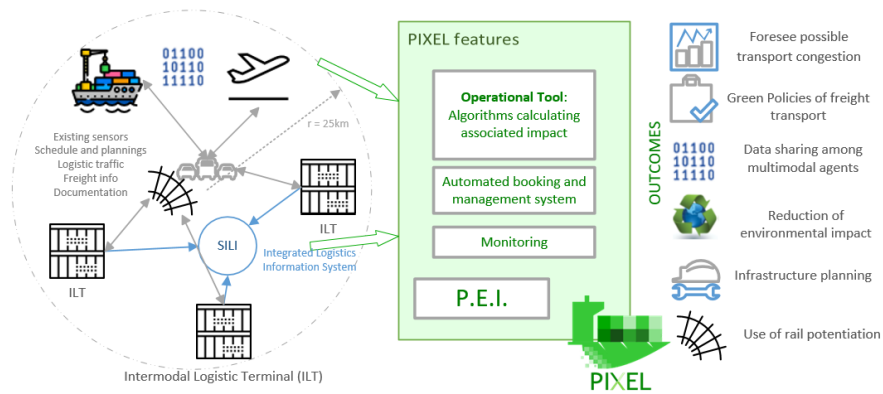 01100
10110
11110
r = 25km
Existing sensors
Schedule and plannings
Logistic traffic
Freight info
Documentation
ILT
SILI
Integrated Logistics
Information System
ILT
Intermodal Logistic Terminal (ILT)
PIXEL features
Operational Tool:
Algorithms calculating
associated impact
Automated booking and
management system
Monitoring
P.E.I.
PIXEL
OUTCOMES
Foresee possible
transport congestion
Green Policies of freight
transport
01100
10110
11110
Data sharing among
multimodal agents
Reduction of
environmental impact
Infrastructure planning
Use of rail potentiation